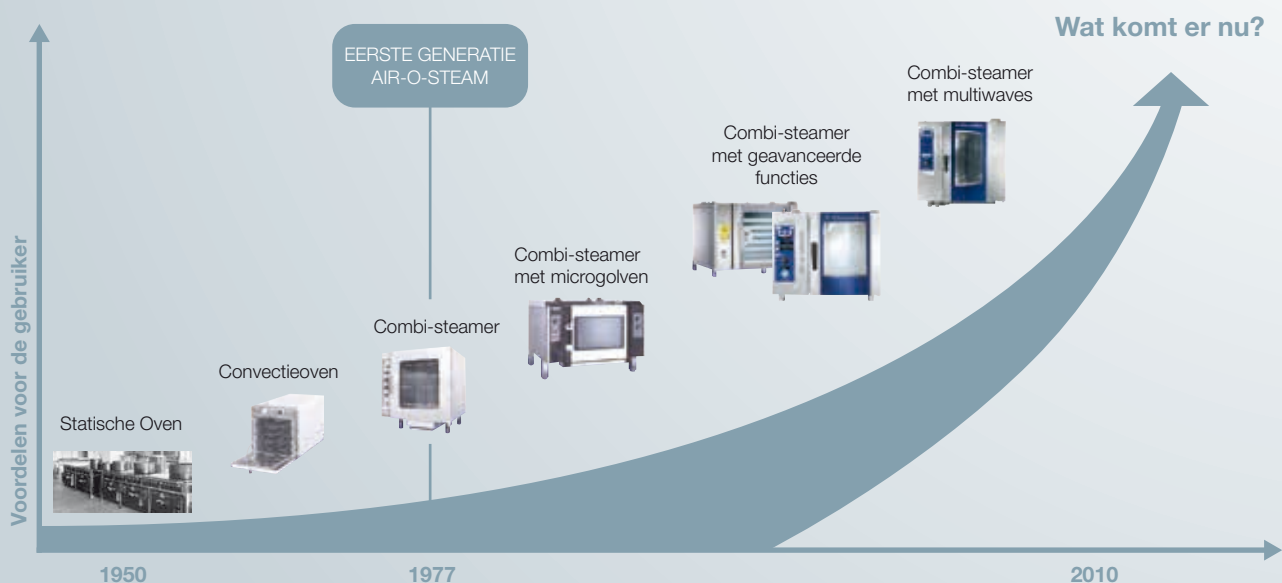 Wat komt er nu?
EERSTE GENERATIE
AIR-O-STEAM
Combi-steamer
met multiwaves
Combi-steamer
met geavanceerde
functies
Combi-steamer
met microgolven
Combi-steamer
Convectieoven
Statische Oven
Voordelen voor de gebruiker
1950
1977
2010